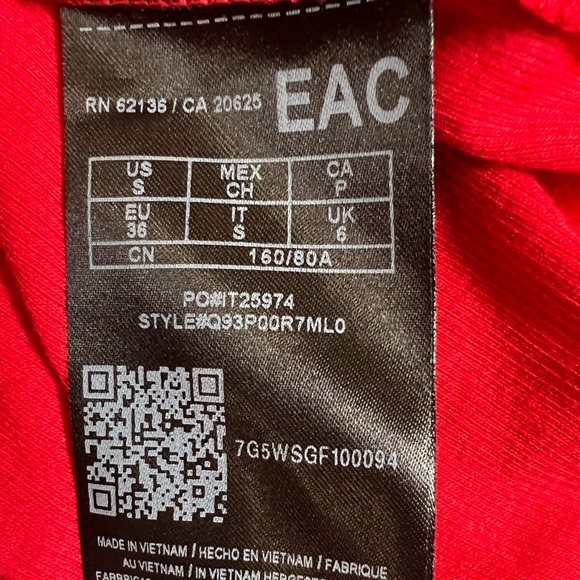 RN 62136 / CA 20625 EAC
US S MEX CH CA P
EU 36 IT S UK 6
CN 160/80A
PO#IT25974
STYLE#Q93P00R7ML0
7G5WSGF100094
MADE IN VIETNAM / HECHO EN VIETNAM / FABRIQUE
AU VIETNAM / IN VIETNAM HERGESTE